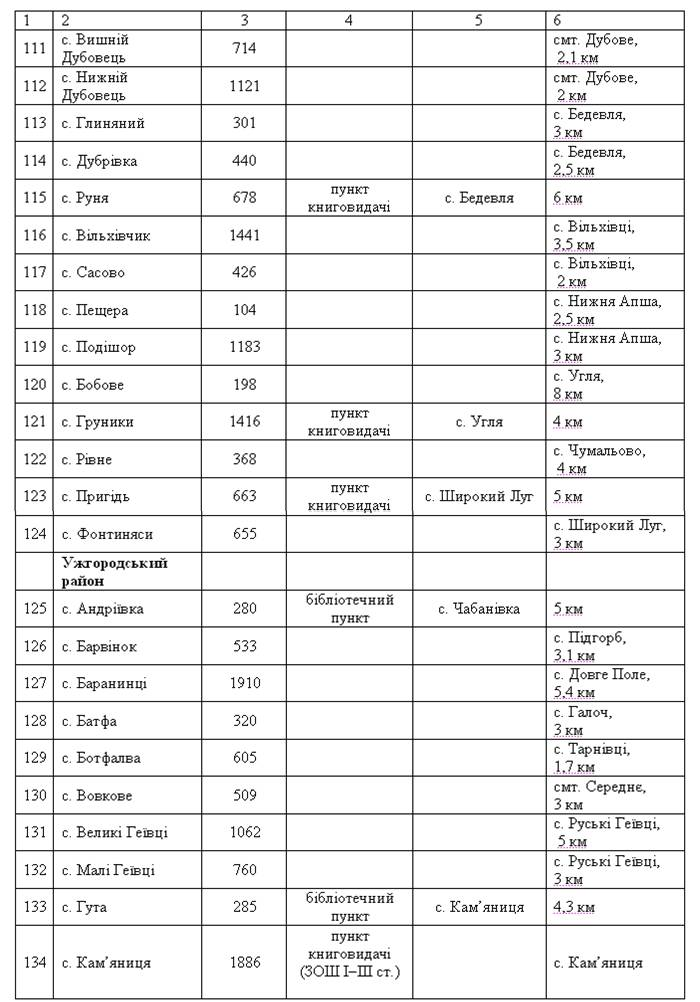 1 2 3 4 5 6
111 с. Вишній Дубовець 714 смт. Дубове, 2,1 км
112 с. Нижній Дубовець 1121 смт. Дубове, 2 км
113 с. Глиняний 301 с. Бедевля, 3 км
114 с. Дубрівка 440 с. Бедевля, 2,5 км
115 с. Руня 678 пункт книговидачі с. Бедевля 6 км
116 с. Вільхівчик 1441 с. Вільхівці, 3,5 км
117 с. Сасово 426 с. Вільхівці, 2 км
118 с. Пещера 104 с. Нижня Апша, 2,5 км
119 с. Подішор 1183 с. Нижня Апша, 3 км
120 с. Бобове 198 с. Угля, 8 км
121 с. Груники 1416 пункт книговидачі с. Угля 4 км
122 с. Рівне 368 с. Чумальово, 4 км
123 с. Пригідь 663 пункт книговидачі с. Широкий Луг 5 км
124 с. Фонтиняси 655 с. Широкий Луг, 3 км
Ужгородський район
125 с. Андріївка 280 бібліотечний пункт с. Чабанівка 5 км
126 с. Барвінок 533 с. Підгорб, 3,1 км
127 с. Баранинці 1910 с. Довге Поле, 5,4 км
128 с. Батфа 320 с. Галоч, 3 км
129 с. Ботфалва 605 с. Тарнівці, 1,7 км
130 с. Вовкове 509 смт. Середнє, 3 км
131 с. Великі Геївці 1062 с. Руські Геївці, 5 км
132 с. Малі Геївці 760 с. Руські Геївці, 3 км
133 с. Гута 285 бібліотечний пункт с. Кам’яниця 4,3 км
134 с. Кам’яниця 1886 пункт книговидачі (ЗОШ І–ІІІ ст.) с. Кам’яниця